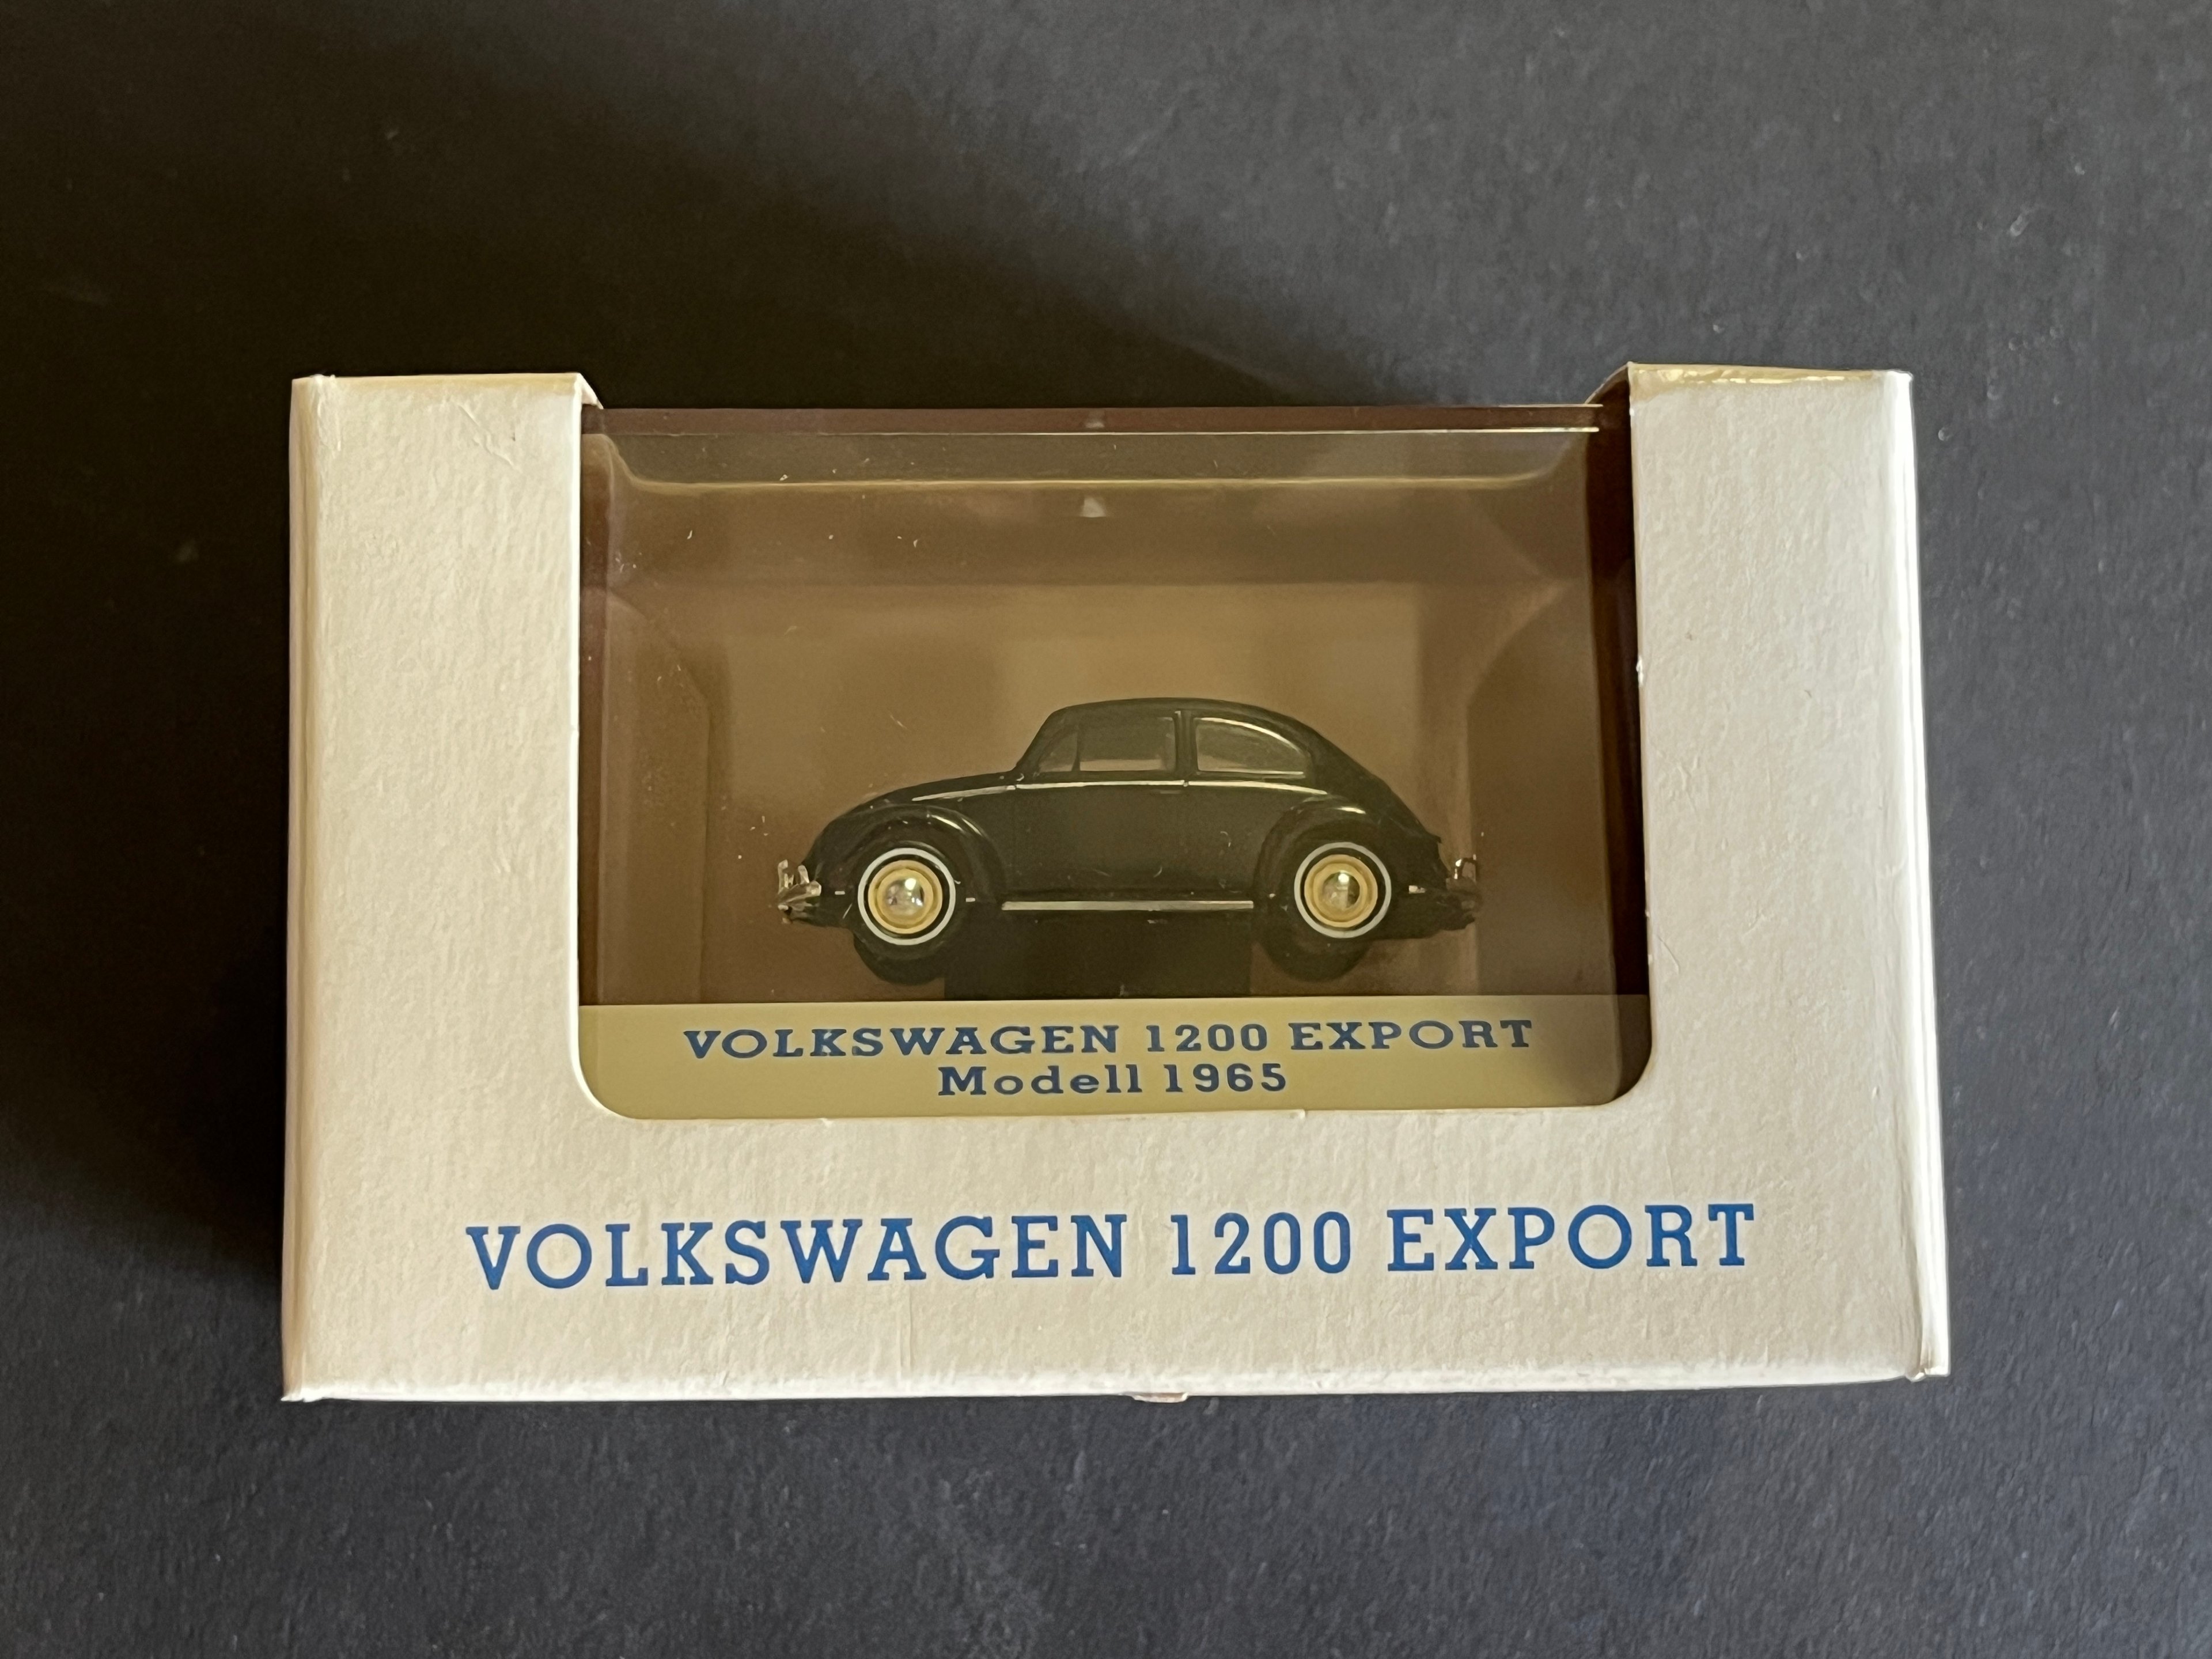 VOLKSWAGEN 1200 EXPORT
Modell 1965
VOLKSWAGEN 1200 EXPORT